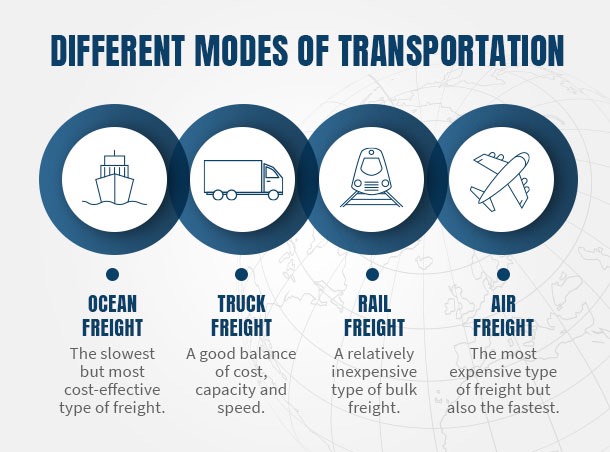 DIFFERENT MODES OF TRANSPORTATION
OCEAN
FREIGHT
The slowest
but most
cost-effective
type of freight.
TRUCK
FREIGHT
A good balance
of cost,
capacity and
speed.
RAIL
FREIGHT
A relatively
inexpensive
type of bulk
freight.
AIR
FREIGHT
The most
expensive type
of freight but
also the fastest.